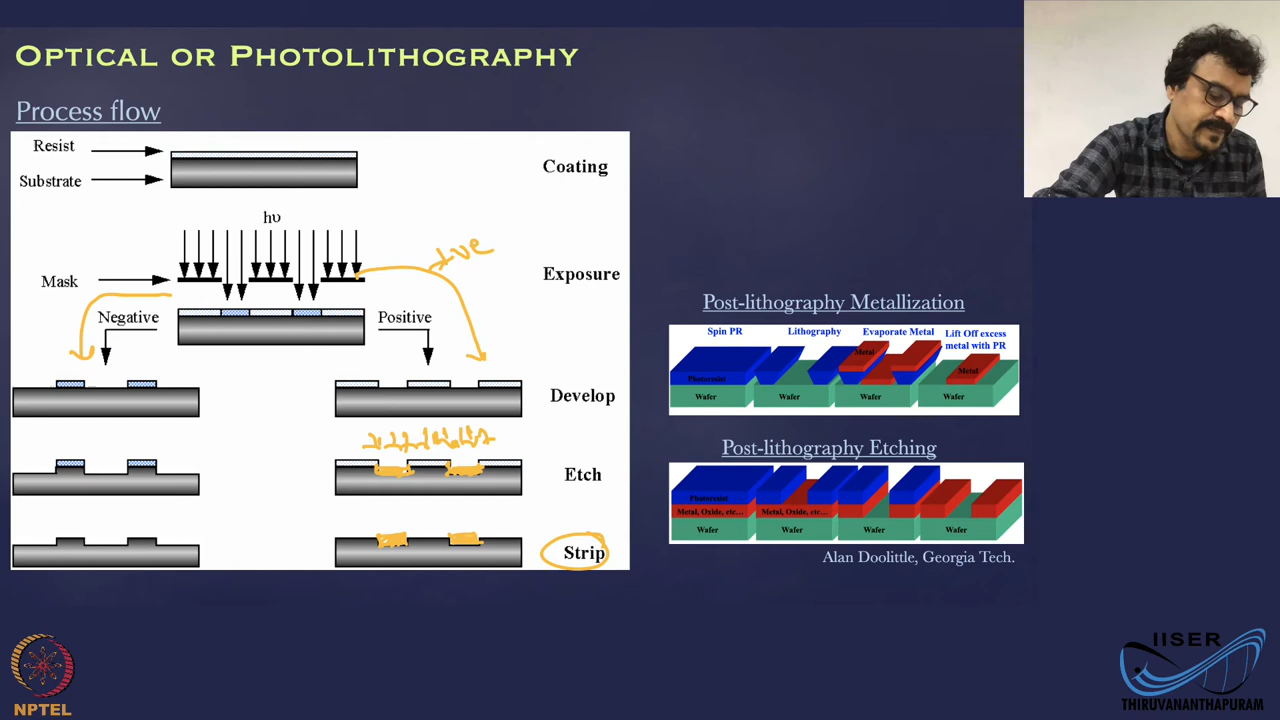 OPTICAL OR PHOTOLITHOGRAPHY
Process flow
Resist
Substrate
Coating
hυ
Mask
+ve
Exposure
Negative
Positive
Develop
Etch
Strip
Post-lithography Metallization
Spin PR
Lithography
Evaporate Metal
Lift Off excess
metal with PR
Metal
Metal
Photoresist
Wafer
Wafer
Wafer
Wafer
Post-lithography Etching
Photoresist
Metal, Oxide, etc...
Metal, Oxide, etc...
Wafer
Wafer
Wafer
Wafer
Alan Doolittle, Georgia Tech.
NPTEL
IISER
THIRUVANANTHAPURAM